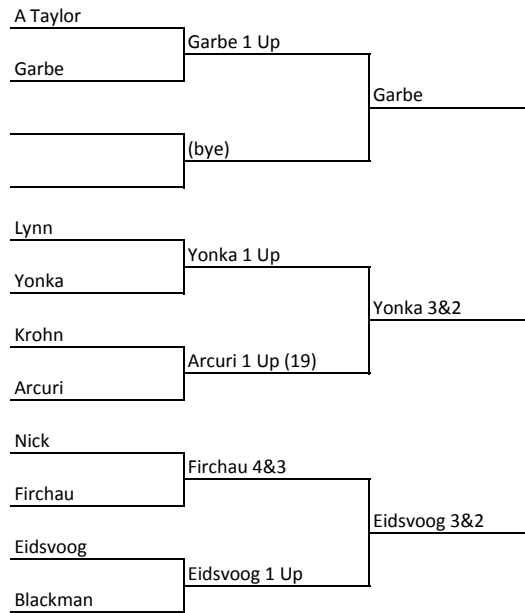 A Taylor
Garbe 1 Up
Garbe
Garbe
(bye)
Lynn
Yonka 1 Up
Yonka
Yonka 3&2
Krohn
Arcuri 1 Up (19)
Arcuri
Nick
Firchau 4&3
Firchau
Eidsvoog 3&2
Eidsvoog
Eidsvoog 1 Up
Blackman